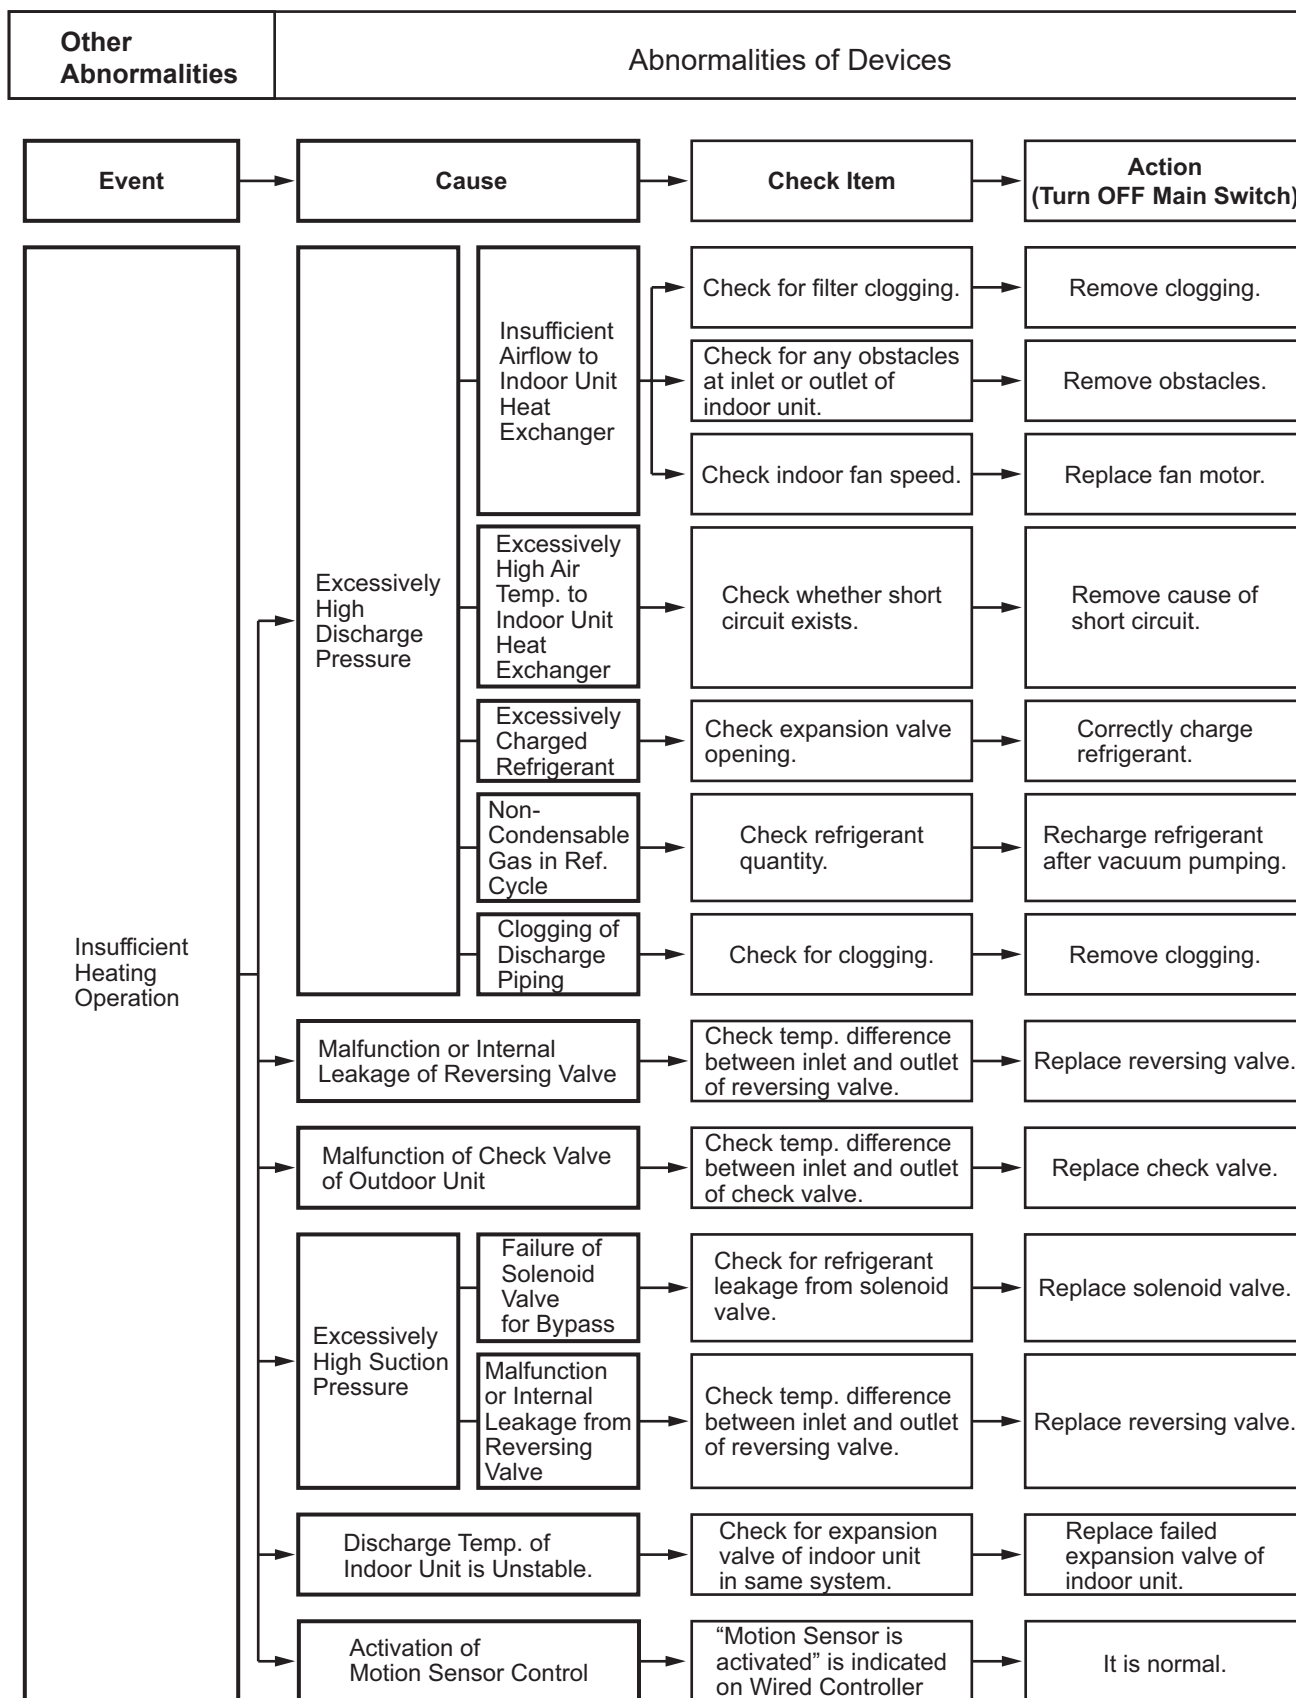 Other
Abnormalities
Abnormalities of Devices
Event
Cause
Check Item
Action
(Turn OFF Main Switch)
Insufficient
Heating
Operation
Excessively
High
Discharge
Pressure
Insufficient
Airflow to
Indoor Unit
Heat
Exchanger
Check for filter clogging.
Remove clogging.
Check for any obstacles
at inlet or outlet of
indoor unit.
Remove obstacles.
Check indoor fan speed.
Replace fan motor.
Excessively
High Air
Temp. to
Indoor Unit
Heat
Exchanger
Check whether short
circuit exists.
Remove cause of
short circuit.
Excessively
Charged
Refrigerant
Check expansion valve
opening.
Correctly charge
refrigerant.
Non-
Condensable
Gas in Ref.
Cycle
Check refrigerant
quantity.
Recharge refrigerant
after vacuum pumping.
Clogging of
Discharge
Piping
Check for clogging.
Remove clogging.
Malfunction or Internal
Leakage of Reversing Valve
Check temp. difference
between inlet and outlet
of reversing valve.
Replace reversing valve.
Malfunction of Check Valve
of Outdoor Unit
Check temp. difference
between inlet and outlet
of check valve.
Replace check valve.
Excessively
High Suction
Pressure
Failure of
Solenoid
Valve
for Bypass
Check for refrigerant
leakage from solenoid
valve.
Replace solenoid valve.
Malfunction
or Internal
Leakage from
Reversing
Valve
Check temp. difference
between inlet and outlet
of reversing valve.
Replace reversing valve.
Discharge Temp. of
Indoor Unit is Unstable.
Check for expansion
valve of indoor unit
in same system.
Replace failed
expansion valve of
indoor unit.
Activation of
Motion Sensor Control
“Motion Sensor is
activated” is indicated
on Wired Controller
It is normal.